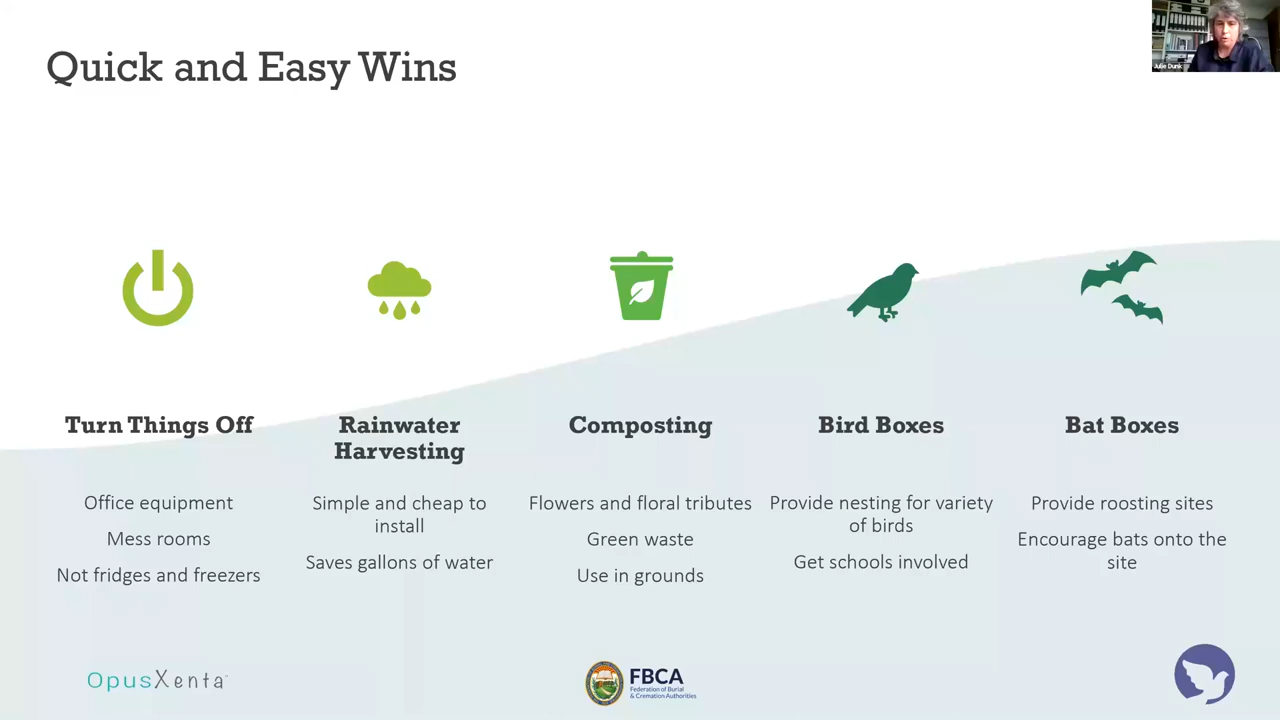 Quick and Easy Wins
Julie Dunk
Turn Things Off
Office equipment
Mess rooms
Not fridges and freezers
Rainwater
Harvesting
Simple and cheap to
install
Saves gallons of water
Composting
Flowers and floral tributes
Green waste
Use in grounds
Bird Boxes
Provide nesting for variety
of birds
Get schools involved
Bat Boxes
Provide roosting sites
Encourage bats onto the
site
OpusXenta
FBCA
Federation of Burial
& Cremation Authorities